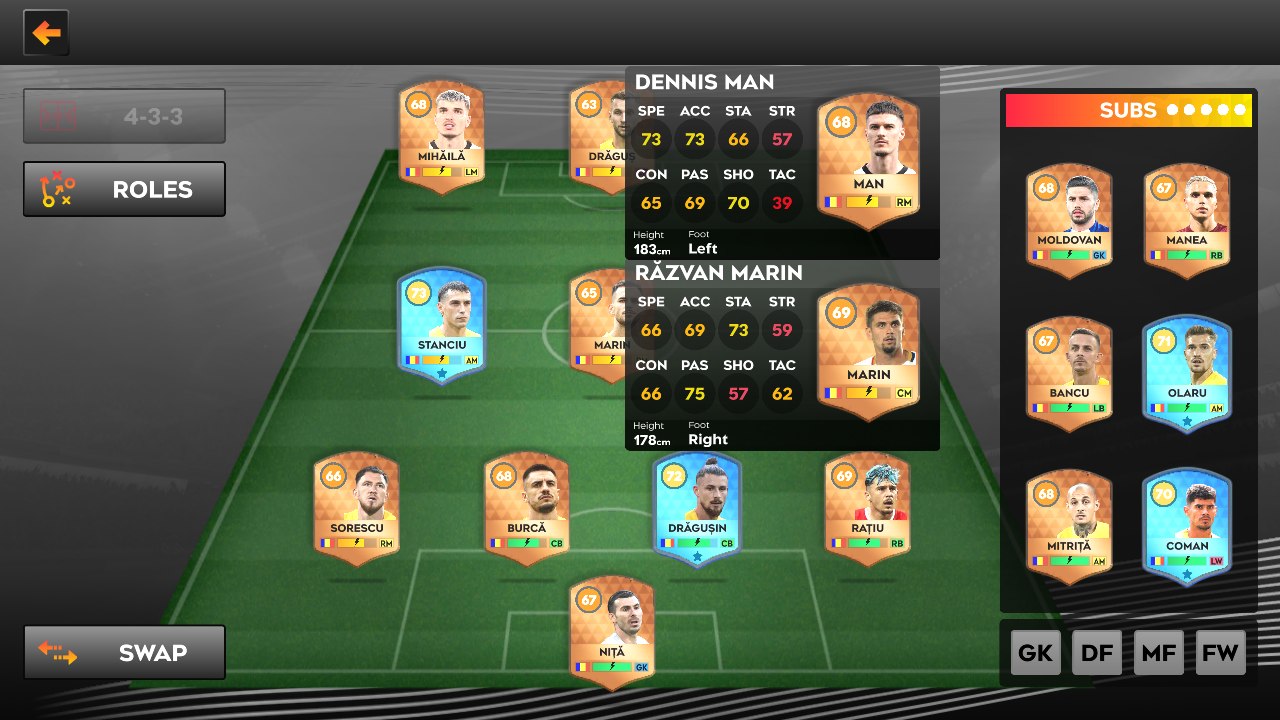 4-3-3
ROLES
SWAP
68
MIHĂILĂ
LM
63
DRĂGUȘ
DENNIS MAN
SPE ACC STA STR
73 73 66 57
CON PAS SHO TAC
65 69 70 39
Height Foot
183cm Left
68
MAN
RM
RĂZVAN MARIN
SPE ACC STA STR
66 69 73 59
CON PAS SHO TAC
66 75 57 62
Height Foot
178cm Right
69
MARIN
CM
73
STANCIU
AM
65
MARIN
66
SORESCU
RM
68
BURCĂ
CB
72
DRĂGUȘIN
CB
69
RAȚIU
RB
67
NIȚĂ
GK
SUBS
68
MOLDOVAN
GK
67
MANEA
RB
67
BANCU
LB
71
OLARU
AM
68
MITRIȚĂ
AM
70
COMAN
LW
GK DF MF FW